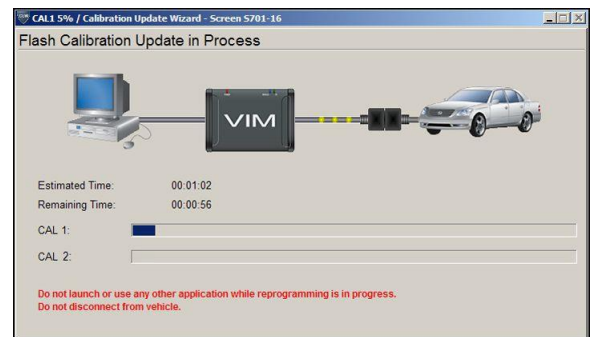 CAL1 5% / Calibration Update Wizard - Screen S701-16
Flash Calibration Update in Process
VIM
Estimated Time: 00:01:02
Remaining Time: 00:00:56
CAL 1:
CAL 2:
Do not launch or use any other application while reprogramming is in progress.
Do not disconnect from vehicle.